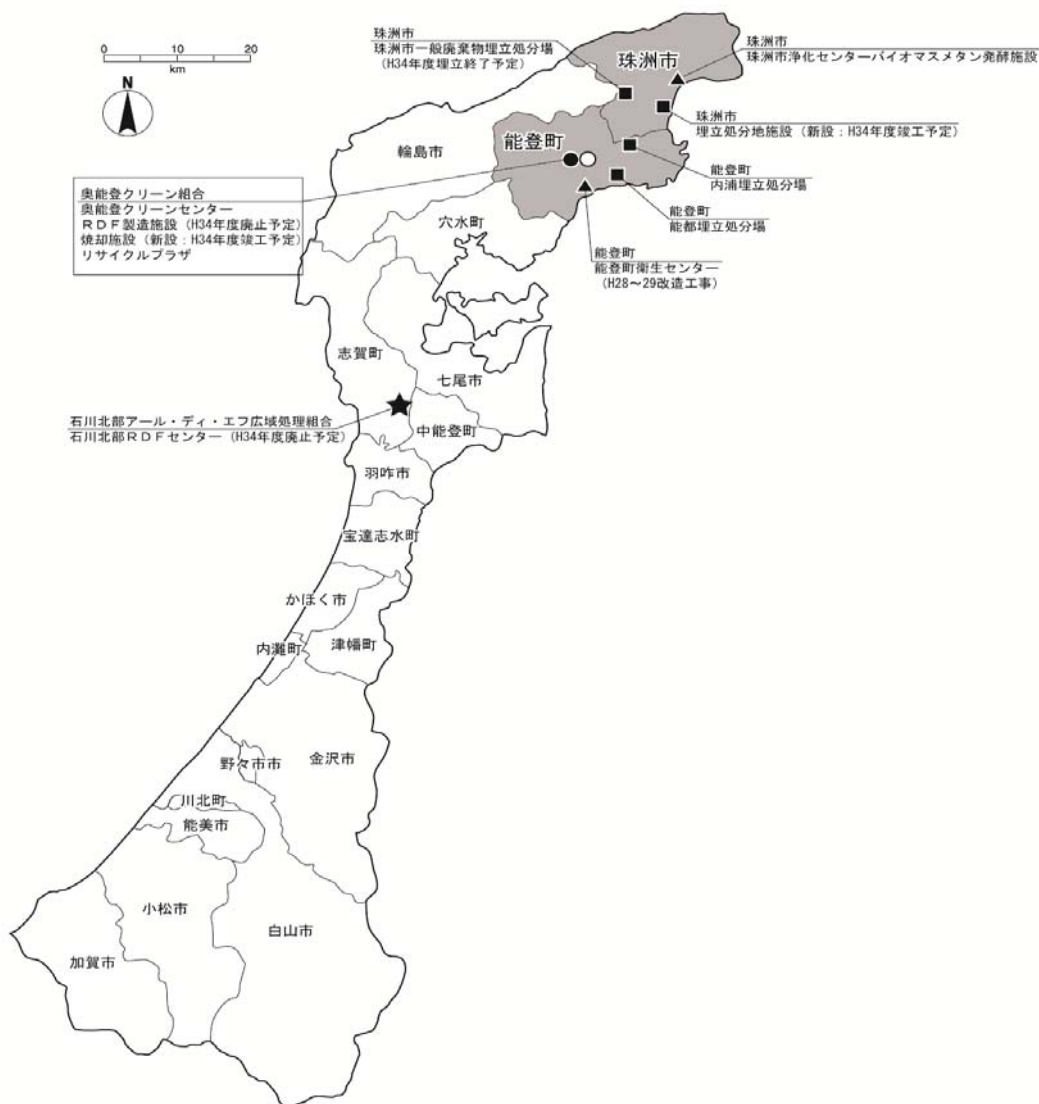 0 10 20
km
N
珠洲市
珠洲市一般廃棄物埋立処分場
(H34年度埋立終了予定)
珠洲市
珠洲市浄化センターバイオマスメタン発酵施設
珠洲市
珠洲市
埋立処分地施設(新設:H34年度竣工予定)
能登町
輪島市
能登町
内浦埋立処分場
奥能登クリーン組合
奥能登クリーンセンター
RDF製造施設(H34年度廃止予定)
焼却施設(新設:H34年度竣工予定)
リサイクルプラザ
能登町
能都埋立処分場
穴水町
能登町
能登町衛生センター
(H28~29改造工事)
志賀町
七尾市
石川北部アール・ディ・エフ広域処理組合
石川北部RDFセンター(H34年度廃止予定)
中能登町
羽咋市
宝達志水町
かほく市
内灘町
津幡町
野々市市
金沢市
川北町
能美市
小松市
白山市
加賀市